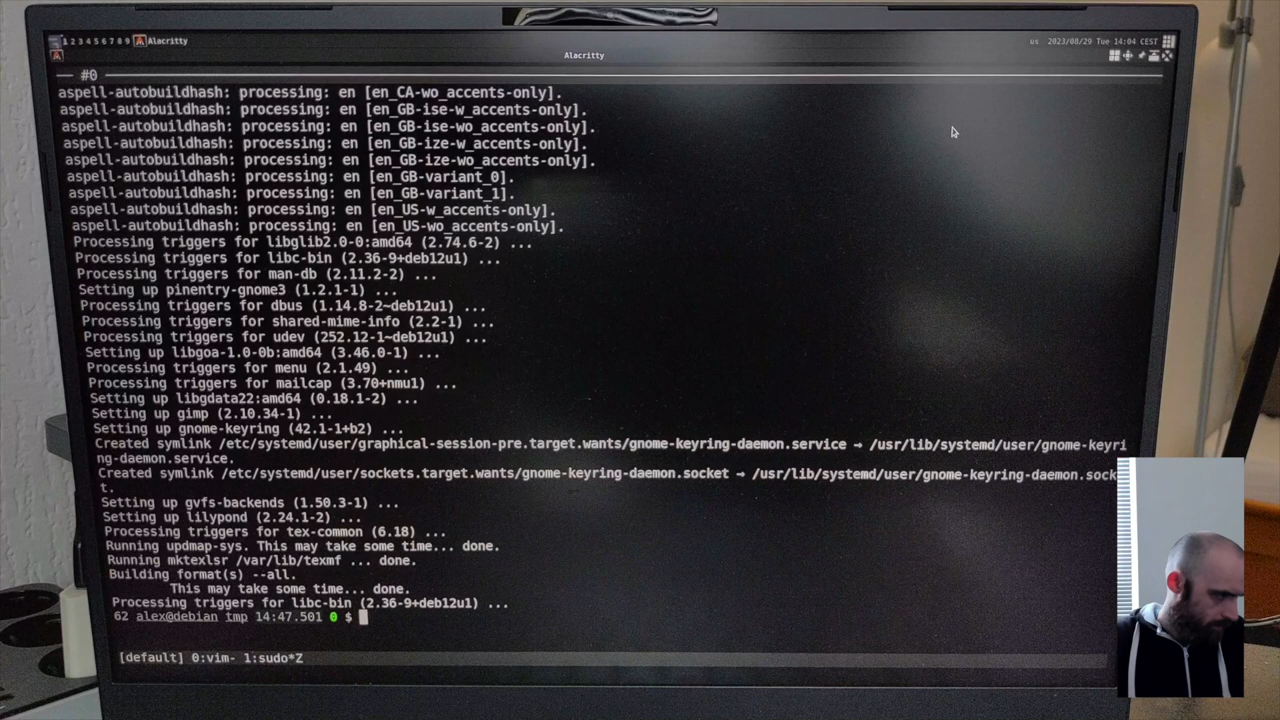 1 2 3 4 5 6 7 8 9 Alacritty
us 2023/08/29 Tue 14:04 CEST
Alacritty
#0
aspell-autobuildhash: processing: en [en_CA-wo_accents-only].
aspell-autobuildhash: processing: en [en_GB-ise-w_accents-only].
aspell-autobuildhash: processing: en [en_GB-ise-wo_accents-only].
aspell-autobuildhash: processing: en [en_GB-ize-w_accents-only].
aspell-autobuildhash: processing: en [en_GB-ize-wo_accents-only].
aspell-autobuildhash: processing: en [en_GB-variant_0].
aspell-autobuildhash: processing: en [en_GB-variant_1].
aspell-autobuildhash: processing: en [en_US-w_accents-only].
aspell-autobuildhash: processing: en [en_US-wo_accents-only].
Processing triggers for libglib2.0-0:amd64 (2.74.6-2) ...
Processing triggers for libc-bin (2.36-9+deb12u1) ...
Processing triggers for man-db (2.11.2-2) ...
Setting up pinentry-gnome3 (1.2.1-1) ...
Processing triggers for dbus (1.14.8-2~deb12u1) ...
Processing triggers for shared-mime-info (2.2-1) ...
Processing triggers for udev (252.12-1~deb12u1) ...
Setting up libgoa-1.0-0b:amd64 (3.46.0-1) ...
Processing triggers for menu (2.1.49) ...
Processing triggers for mailcap (3.70+nmu1) ...
Setting up libgdata22:amd64 (0.18.1-2) ...
Setting up gimp (2.10.34-1) ...
Setting up gnome-keyring (42.1-1+b2) ...
Created symlink /etc/systemd/user/graphical-session-pre.target.wants/gnome-keyring-daemon.service → /usr/lib/systemd/user/gnome-keyri
ng-daemon.service.
Created symlink /etc/systemd/user/sockets.target.wants/gnome-keyring-daemon.socket → /usr/lib/systemd/user/gnome-keyring-daemon.sock
t.
Setting up gvfs-backends (1.50.3-1) ...
Setting up lilypond (2.24.1-2) ...
Processing triggers for tex-common (6.18) ...
Running updmap-sys. This may take some time... done.
Running mktexlsr /var/lib/texmf ... done.
Building format(s) --all.
This may take some time... done.
Processing triggers for libc-bin (2.36-9+deb12u1) ...
62 alex@debian tmp 14:47.501 0 $
[default] 0:vim- 1:sudo*Z